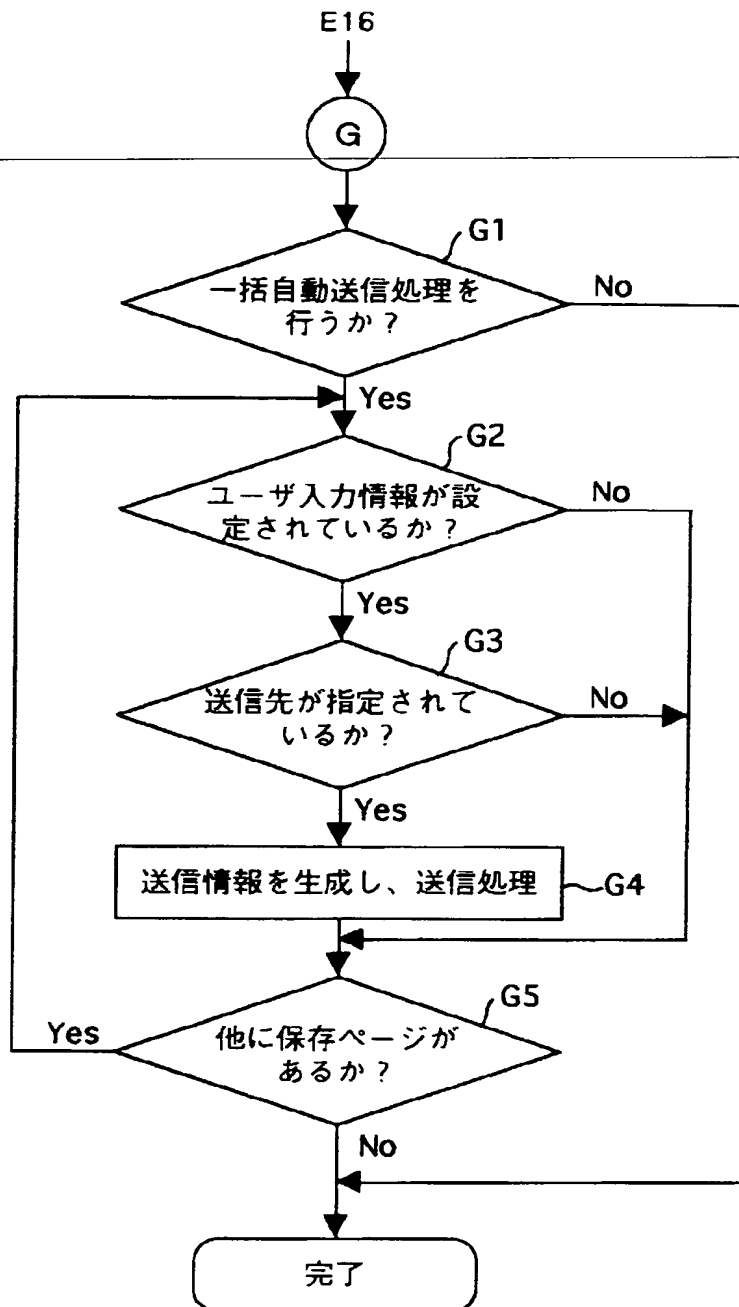 E16
G
G1
一括自動送信処理を
行うか？
No
Yes
G2
ユーザ入力情報が設
定されているか？
No
Yes
G3
送信先が指定されて
いるか？
No
Yes
送信情報を生成し、送信処理
G4
G5
他に保存ページが
あるか？
Yes
No
完了